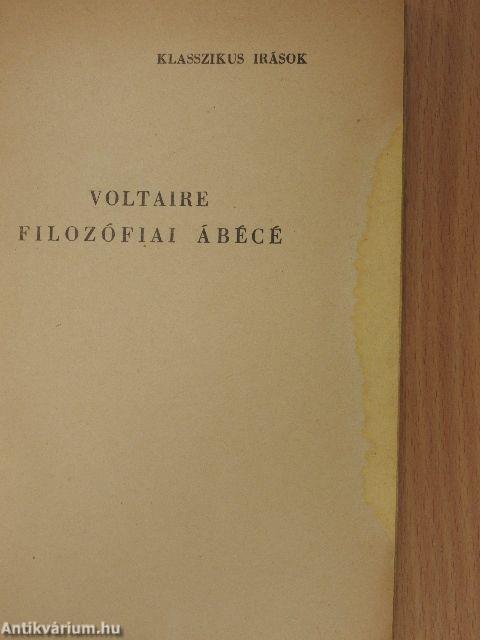 KLASSZIKUS IRÁSOK
VOLTAIRE
FILOZÓFIAI ÁBÉCÉ
Antikvárium.hu